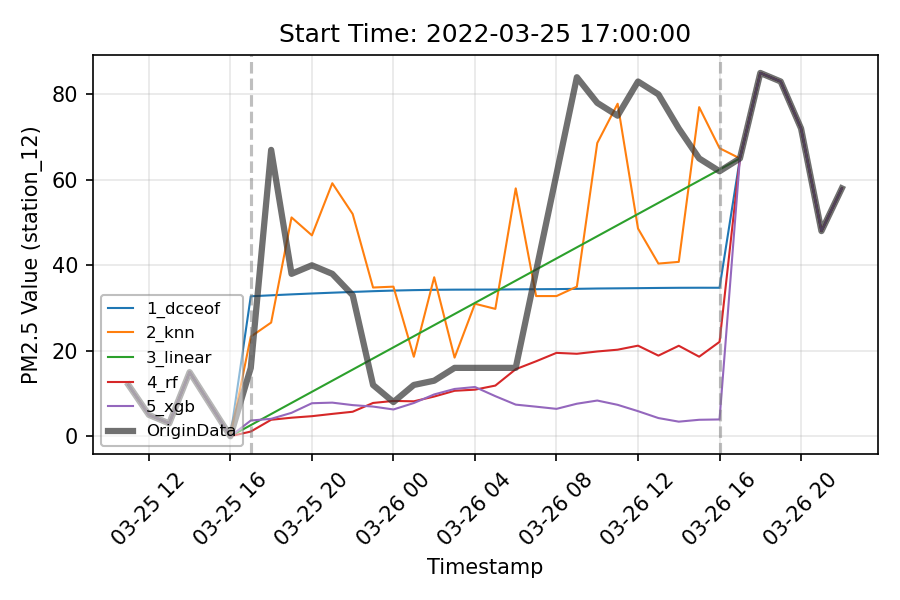 Start Time: 2022-03-25 17:00:00
PM2.5 Value (station_12)
80
60
40
20
0
1_dcceof
2_knn
3_linear
4_rf
5_xgb
OriginData
03-25 12
03-25 16
03-25 20
03-26 00
03-26 04
03-26 08
03-26 12
03-26 16
03-26 20
Timestamp